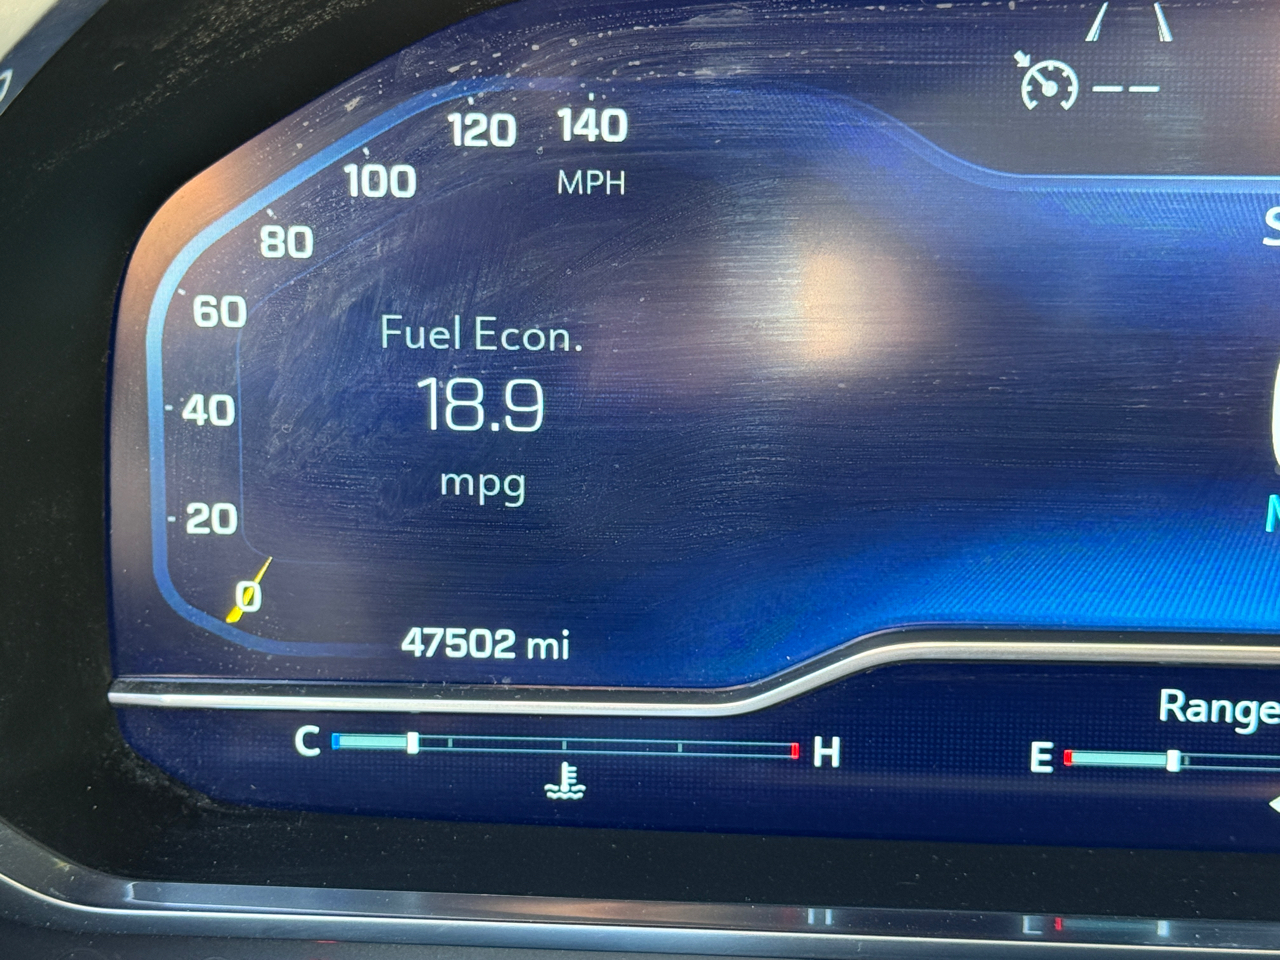 120 140
100 MPH
80
60
Fuel Econ.
18.9
40
mpg
20
0
47502 mi
Range
C H E